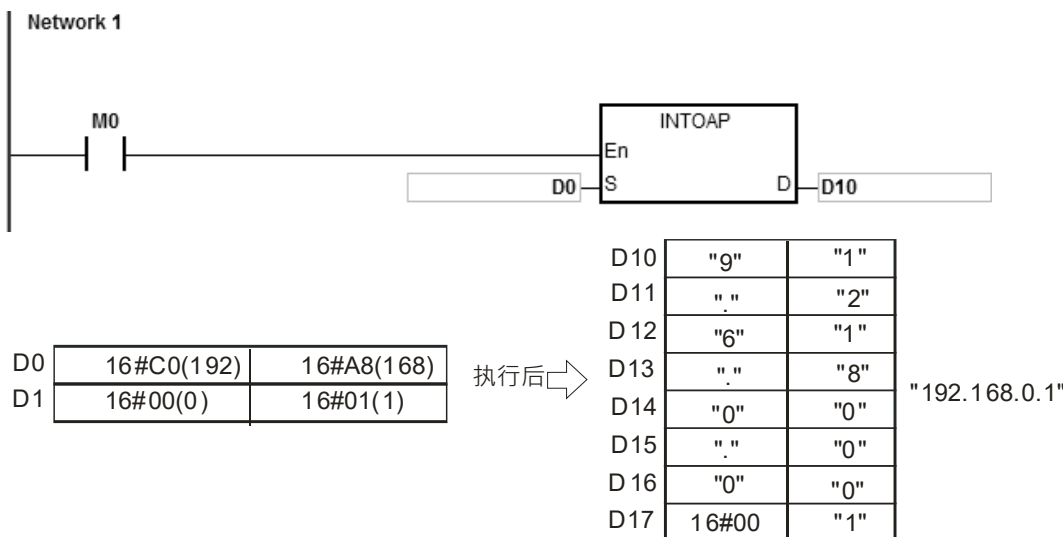 Network 1
M0
INTOAP
En
D0 S D D10
D10 "9" "1"
D11 "." "2"
D12 "6" "1"
D13 "." "8"
D14 "0" "0"
D15 "." "0"
D16 "0" "0"
D17 16#00 "1"
D0 16#C0(192) 16#A8(168)
D1 16#00(0) 16#01(1)
执行后
"192.168.0.1"